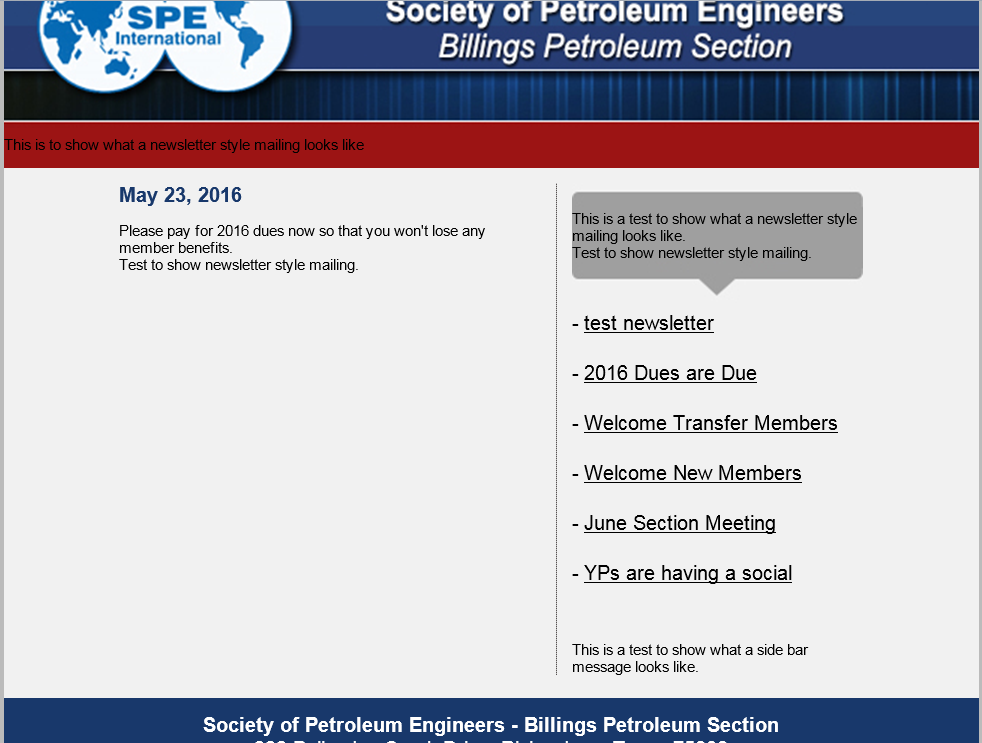 SPE
International
Society of Petroleum Engineers
Billings Petroleum Section
This is to show what a newsletter style mailing looks like
May 23, 2016
Please pay for 2016 dues now so that you won't lose any
member benefits.
Test to show newsletter style mailing.
This is a test to show what a newsletter style
mailing looks like.
Test to show newsletter style mailing.
- test newsletter
- 2016 Dues are Due
- Welcome Transfer Members
- Welcome New Members
- June Section Meeting
- YPs are having a social
This is a test to show what a side bar
message looks like.
Society of Petroleum Engineers - Billings Petroleum Section